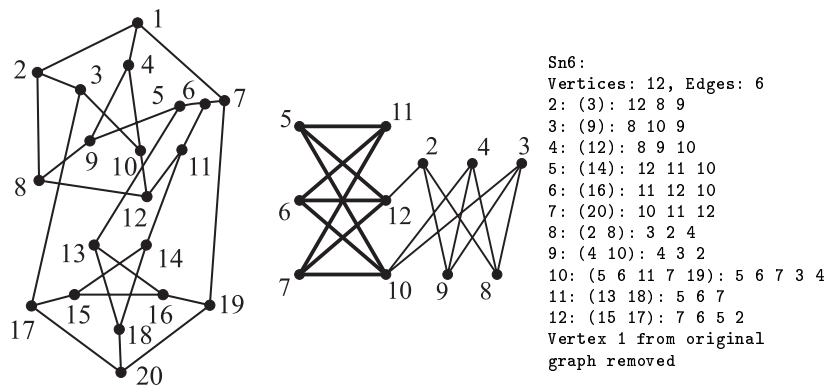 1
2
3
4
5
6
7
9
10
11
8
12
13
14
15
16
17
18
19
20
5
11
2
4
3
6
12
7
10
9
8
Sn6:
Vertices: 12, Edges: 6
2: (3): 12 8 9
3: (9): 8 10 9
4: (12): 8 9 10
5: (14): 12 11 10
6: (16): 11 12 10
7: (20): 10 11 12
8: (2 8): 3 2 4
9: (4 10): 4 3 2
10: (5 6 11 7 19): 5 6 7 3 4
11: (13 18): 5 6 7
12: (15 17): 7 6 5 2
Vertex 1 from original
graph removed